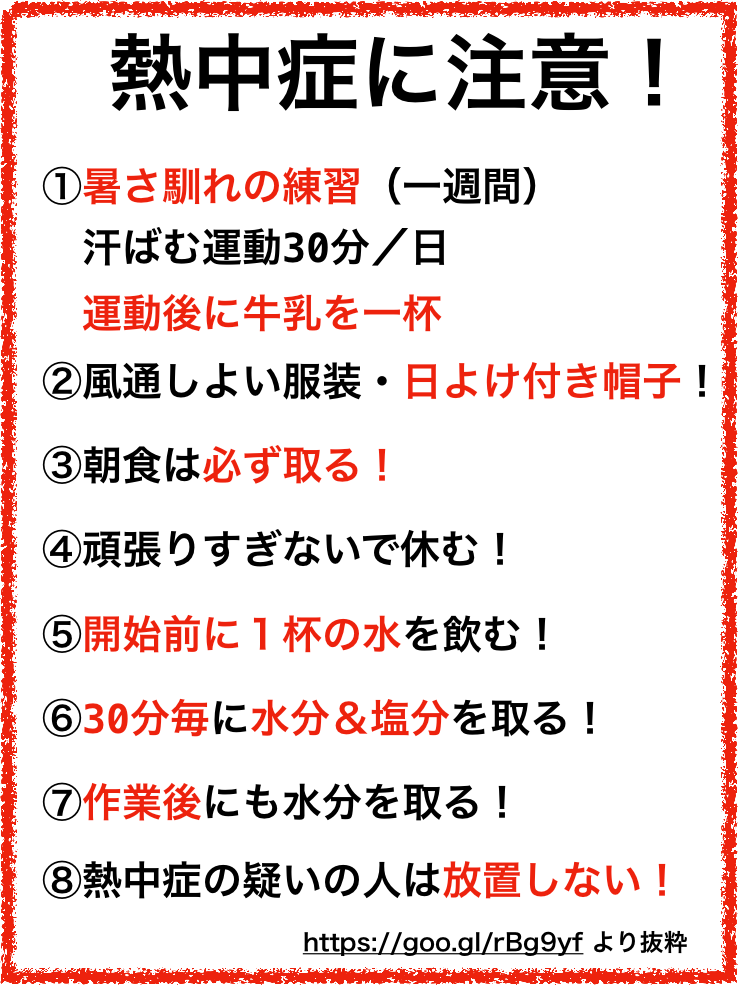 熱中症に注意！
①暑さ馴れの練習（一週間）
汗ばむ運動30分／日
運動後に牛乳を一杯
②風通しよい服装・日よけ付き帽子！
③朝食は必ず取る！
④頑張りすぎないで休む！
⑤開始前に１杯の水を飲む！
⑥30分毎に水分＆塩分を取る！
⑦作業後にも水分を取る！
⑧熱中症の疑いの人は放置しない！
https://goo.gl/rBg9yf より抜粋